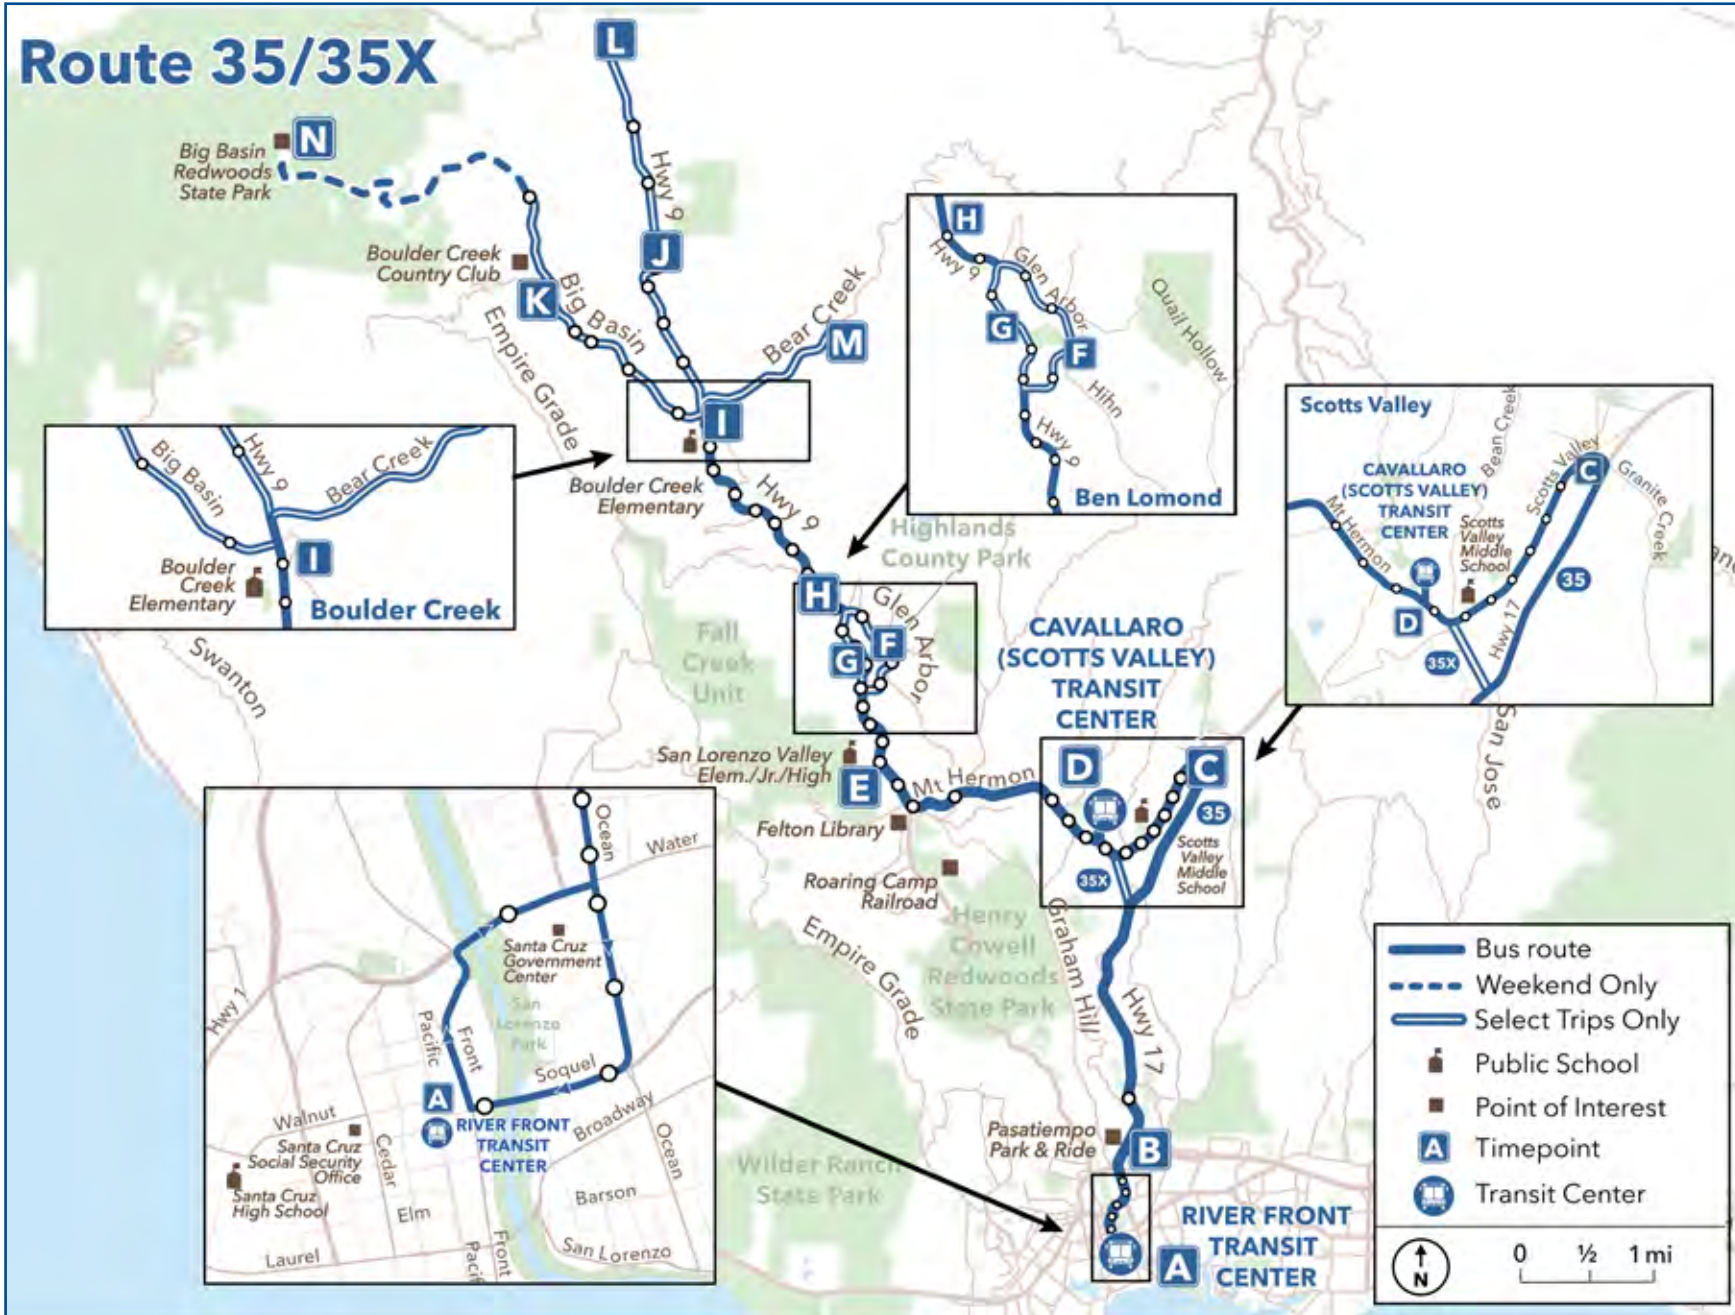 Route 35/35X
L
N
Big Basin
Redwoods
State Park
Hwy 9
J
Boulder Creek
Country Club
K
Big Basin
Empire Grade
Bear Creek
M
I
Boulder Creek
Elementary
Hwy 9
Big Basin
Hwy 9
Bear Creek
I
Boulder
Creek
Elementary
Boulder Creek
H
Hwy 9
Glen Arbor
G
F
Quail Hollow
Hihn
Hwy 9
Ben Lomond
Highlands
County Park
H
Glen Arbor
G
F
Fall
Creek
Unit
Swanton
San Lorenzo Valley
Elem./Jr./High
E
Mt Hermon
Felton Library
Roaring Camp
Railroad
Henry
Cowell
Redwoods
State Park
Empire Grade
Graham Hill
CAVALLARO
(SCOTTS VALLEY)
TRANSIT
CENTER
D
C
35
35X
Scotts
Valley
Middle
School
Scotts Valley
Bean Creek
Scotts Valley
C
Granite Creek
CAVALLARO
(SCOTTS VALLEY)
TRANSIT
CENTER
Mt Hermon
Scotts
Valley
Middle
School
D
35
Hwy 17
35X
San Jose
Hwy 17
Pasatiempo
Park & Ride
B
Wilder Ranch
State Park
RIVER FRONT
TRANSIT
CENTER
A
Ocean
Water
Santa Cruz
Government
Center
San
Lorenzo
Park
Hwy 1
Pacific
Front
Soquel
A
RIVER FRONT
TRANSIT
CENTER
Broadway
Ocean
Walnut
Santa Cruz
Social Security
Office
Cedar
Santa Cruz
High School
Elm
Barson
Laurel
Front
San Lorenzo
Bus route
Weekend Only
Select Trips Only
Public School
Point of Interest
A Timepoint
Transit Center
N
0 ½ 1 mi